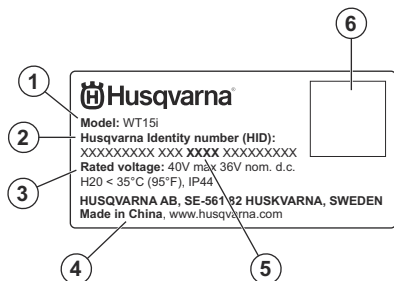 6
1
2
3
Husqvarna
Model: WT15i
Husqvarna Identity number (HID):
XXXXXXXXX XXX XXXX XXXXXXXXX
Rated voltage: 40V max 36V nom. d.c.
H20 < 35°C (95°F), IP44
HUSQVARNA AB, SE-561 82 HUSKVARNA, SWEDEN
Made in China, www.husqvarna.com
4
5